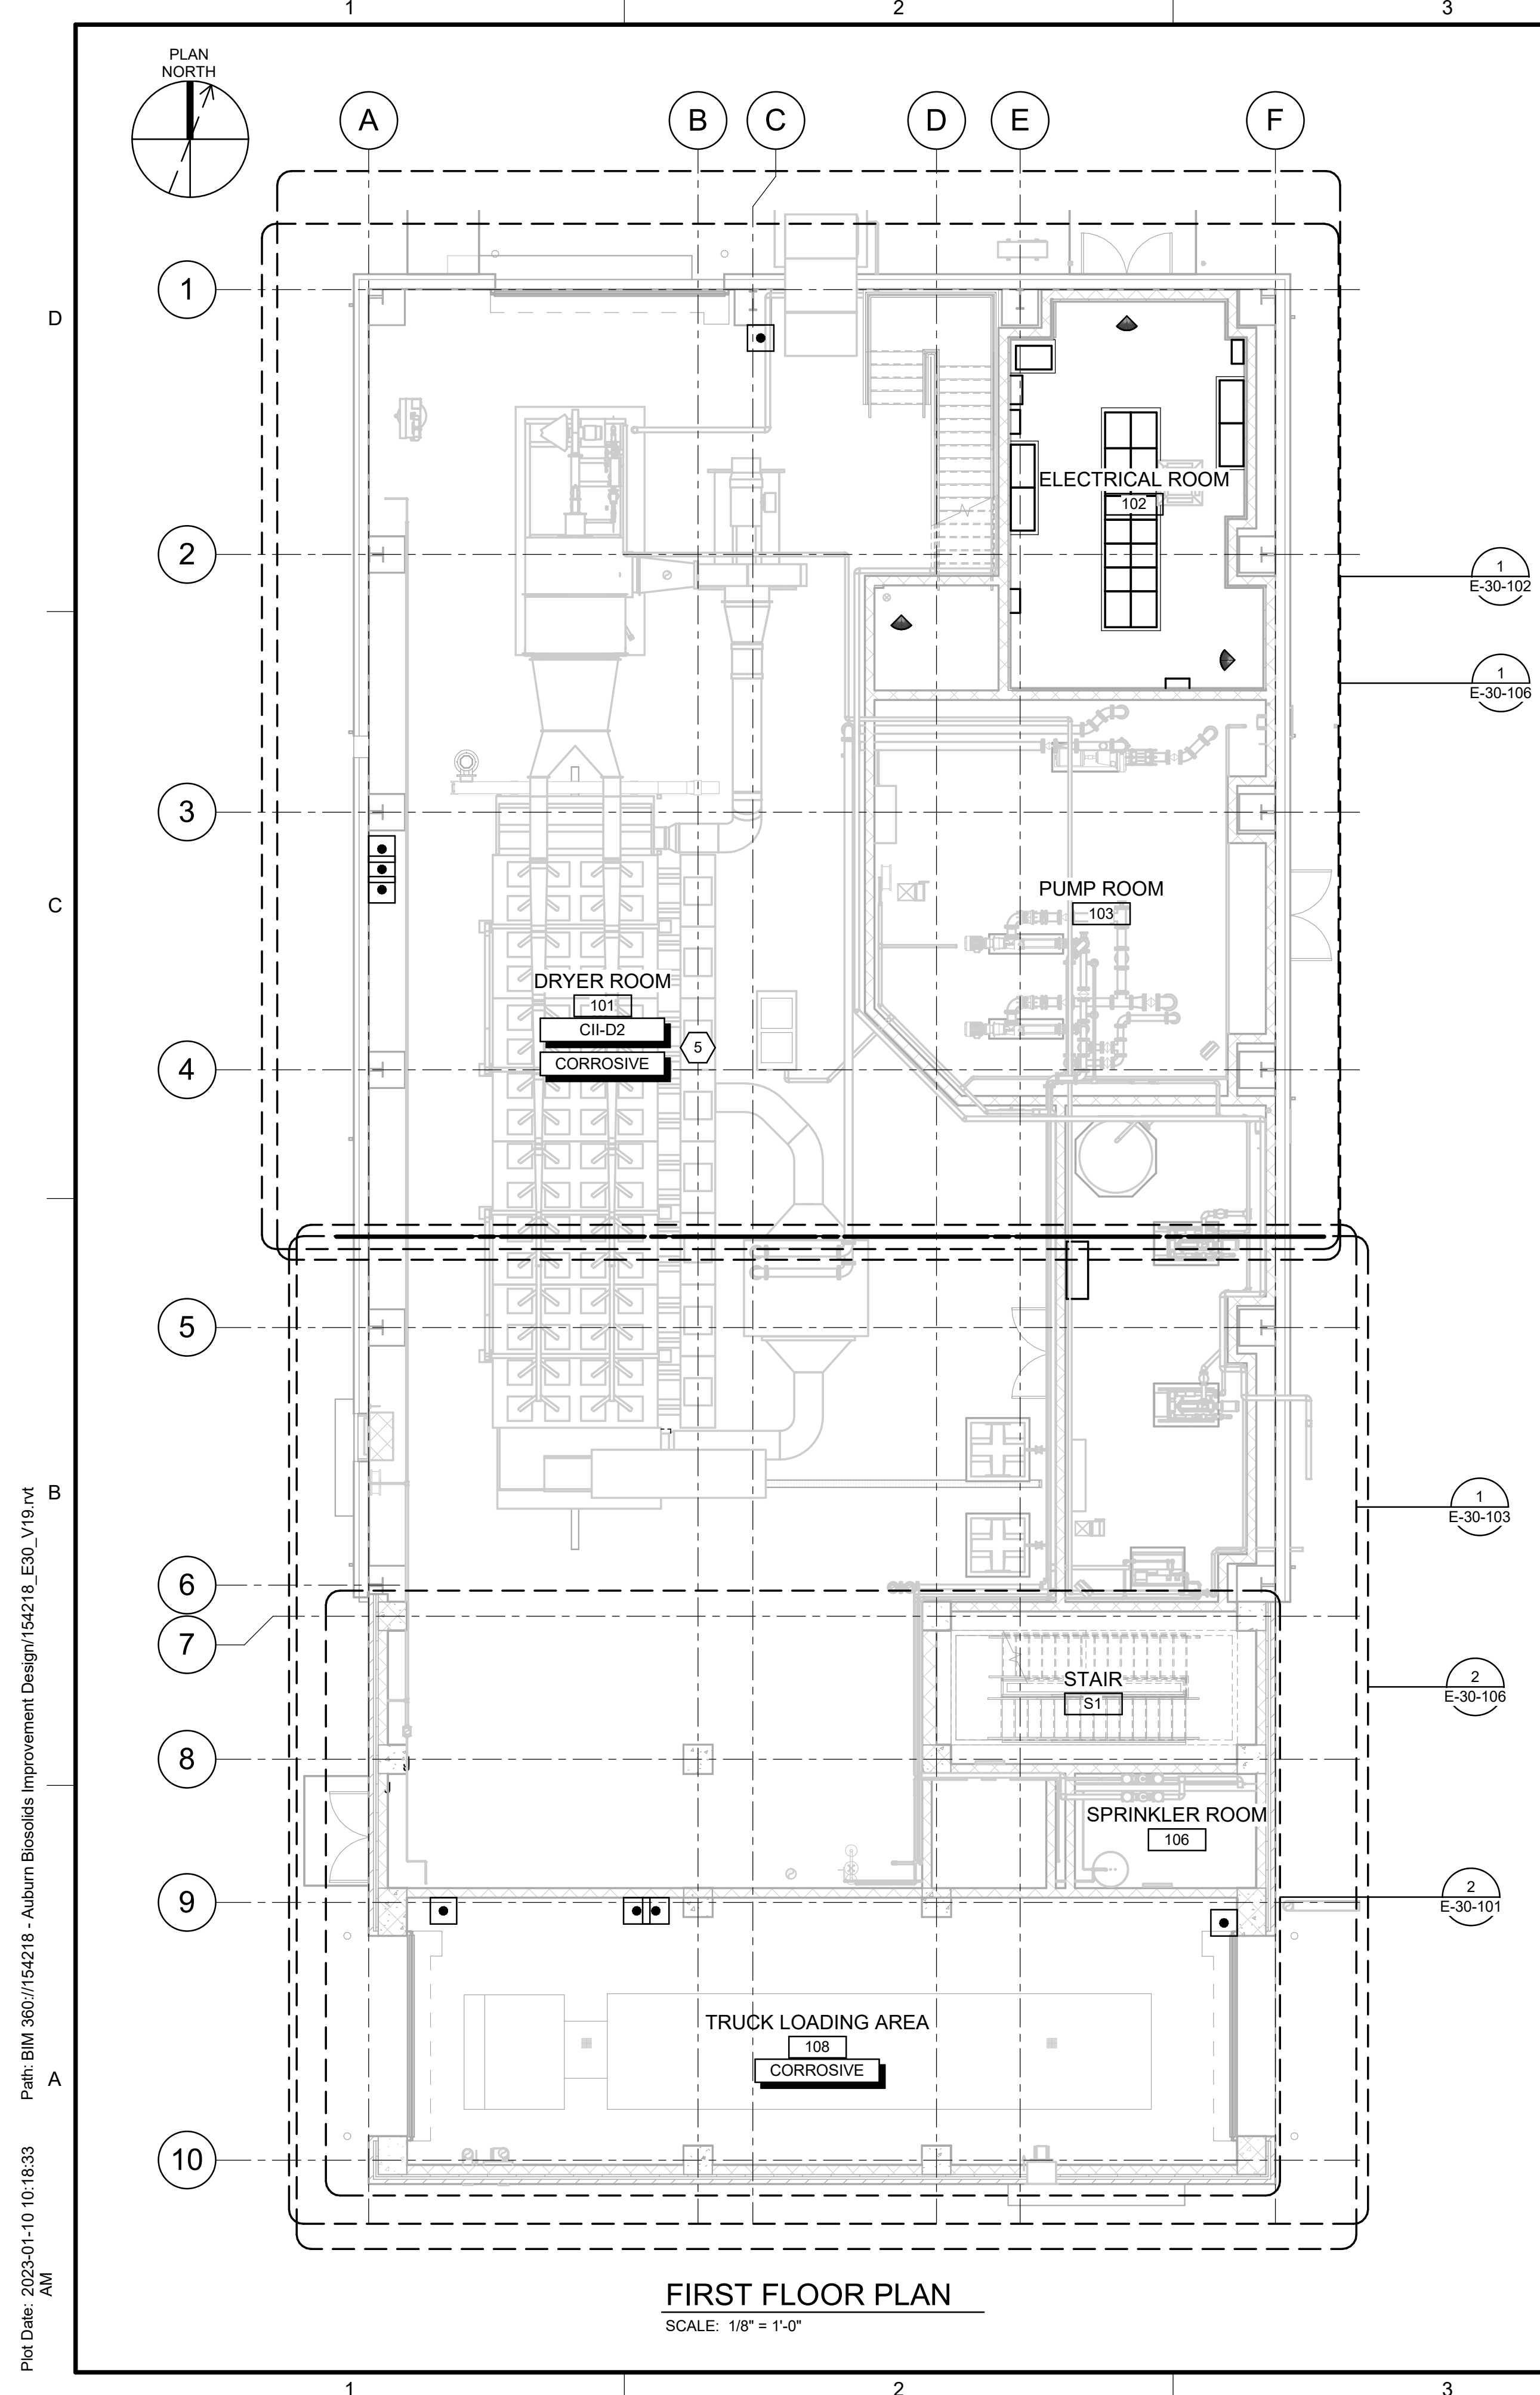 1
2
3
PLAN
NORTH
A
B
C
D
E
F
1
D
ELECTRICAL ROOM
102
2
1
E-30-102
1
E-30-106
3
PUMP ROOM
103
C
DRYER ROOM
101
CII-D2
5
CORROSIVE
4
5
B
1
E-30-103
6
7
STAIR
S1
2
E-30-106
8
SPRINKLER ROOM
106
9
2
E-30-101
TRUCK LOADING AREA
108
CORROSIVE
A
10
FIRST FLOOR PLAN
SCALE: 1/8" = 1'-0"
Path: BIM 360://154218 - Auburn Biosolids Improvement Design/154218_E30_V19.rvt
Plot Date: 2023-01-10 10:18:33
AM
1
2
3